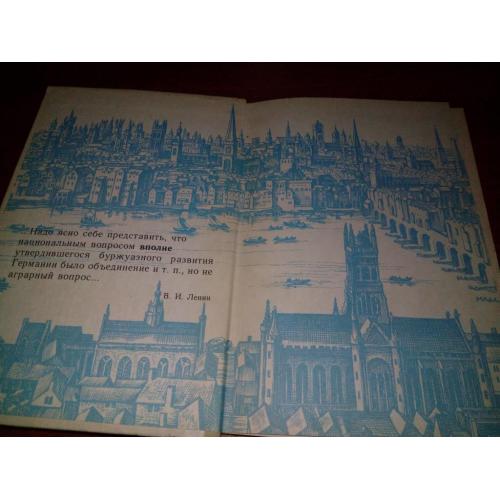 Надо ясно себе представить, что
национальным вопросом вполне
утвердившегося буржуазного развития
Германии было объединение и т. п., но не
аграрный вопрос...
В. И. Ленин